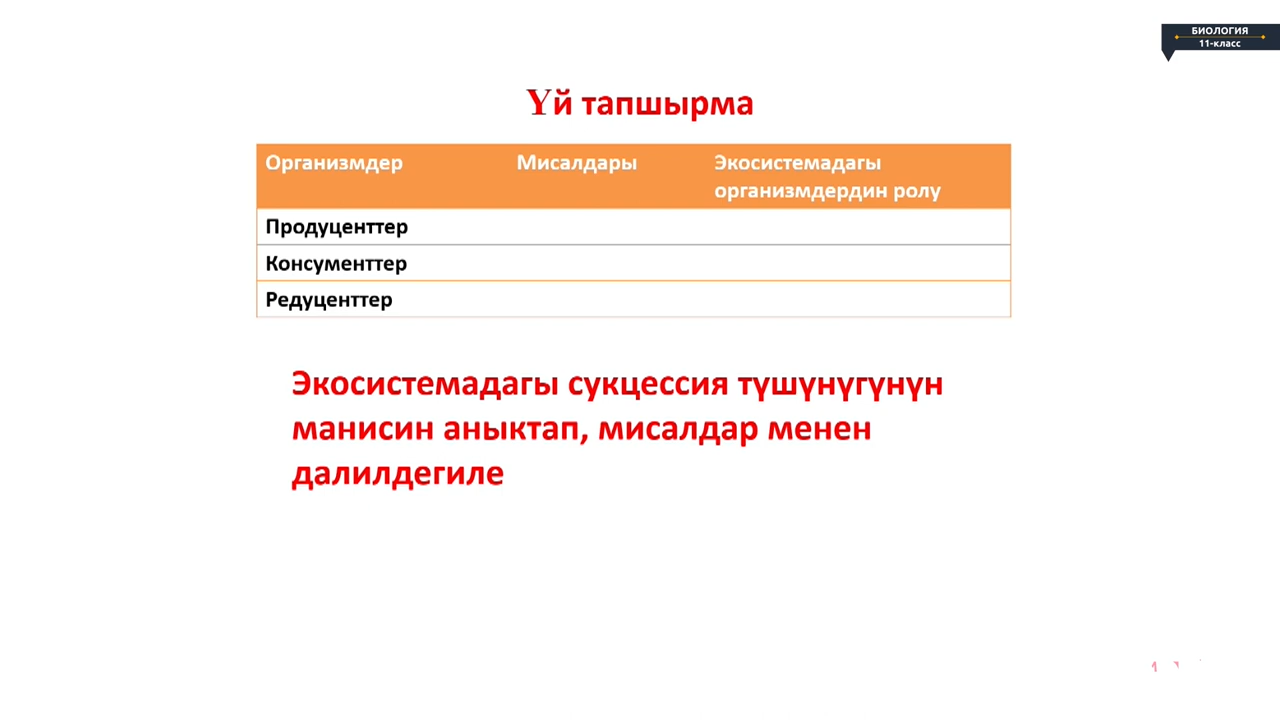 БИОЛОГИЯ
11-класс
Үй тапшырма
Организмдер Мисалдары Экосистемадагы
организмдердин ролу
Продуценттер
Консументтер
Редуценттер
Экосистемадагы сукцессия түшүнүгүнүн
манисин аныктап, мисалдар менен
далилдегиле